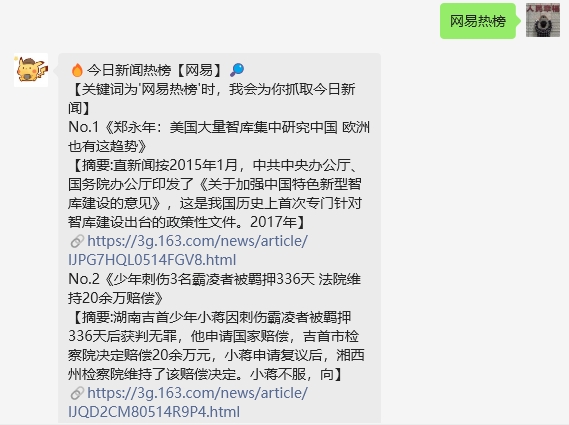 网易热榜
🔥今日新闻热榜【网易】🔎
【关键词为'网易热榜'时，我会为你抓取今日新
闻】
No.1《郑永年：美国大量智库集中研究中国 欧洲
也有这趋势》
【摘要:直新闻按2015年1月，中共中央办公厅、
国务院办公厅印发了《关于加强中国特色新型智
库建设的意见》，这是我国历史上首次专门针对
智库建设出台的政策性文件。2017年】
🔗https://3g.163.com/news/article/
IJPG7HQL0514FGV8.html
No.2《少年刺伤3名霸凌者被羁押336天 法院维
持20余万赔偿》
【摘要:湖南吉首少年小蒋因刺伤霸凌者被羁押
336天后获判无罪，他申请国家赔偿，吉首市检
察院决定赔偿20余万元，小蒋申请复议后，湘西
州检察院维持了该赔偿决定。小蒋不服，向】
🔗https://3g.163.com/news/article/
IJQD2CM80514R9P4.html